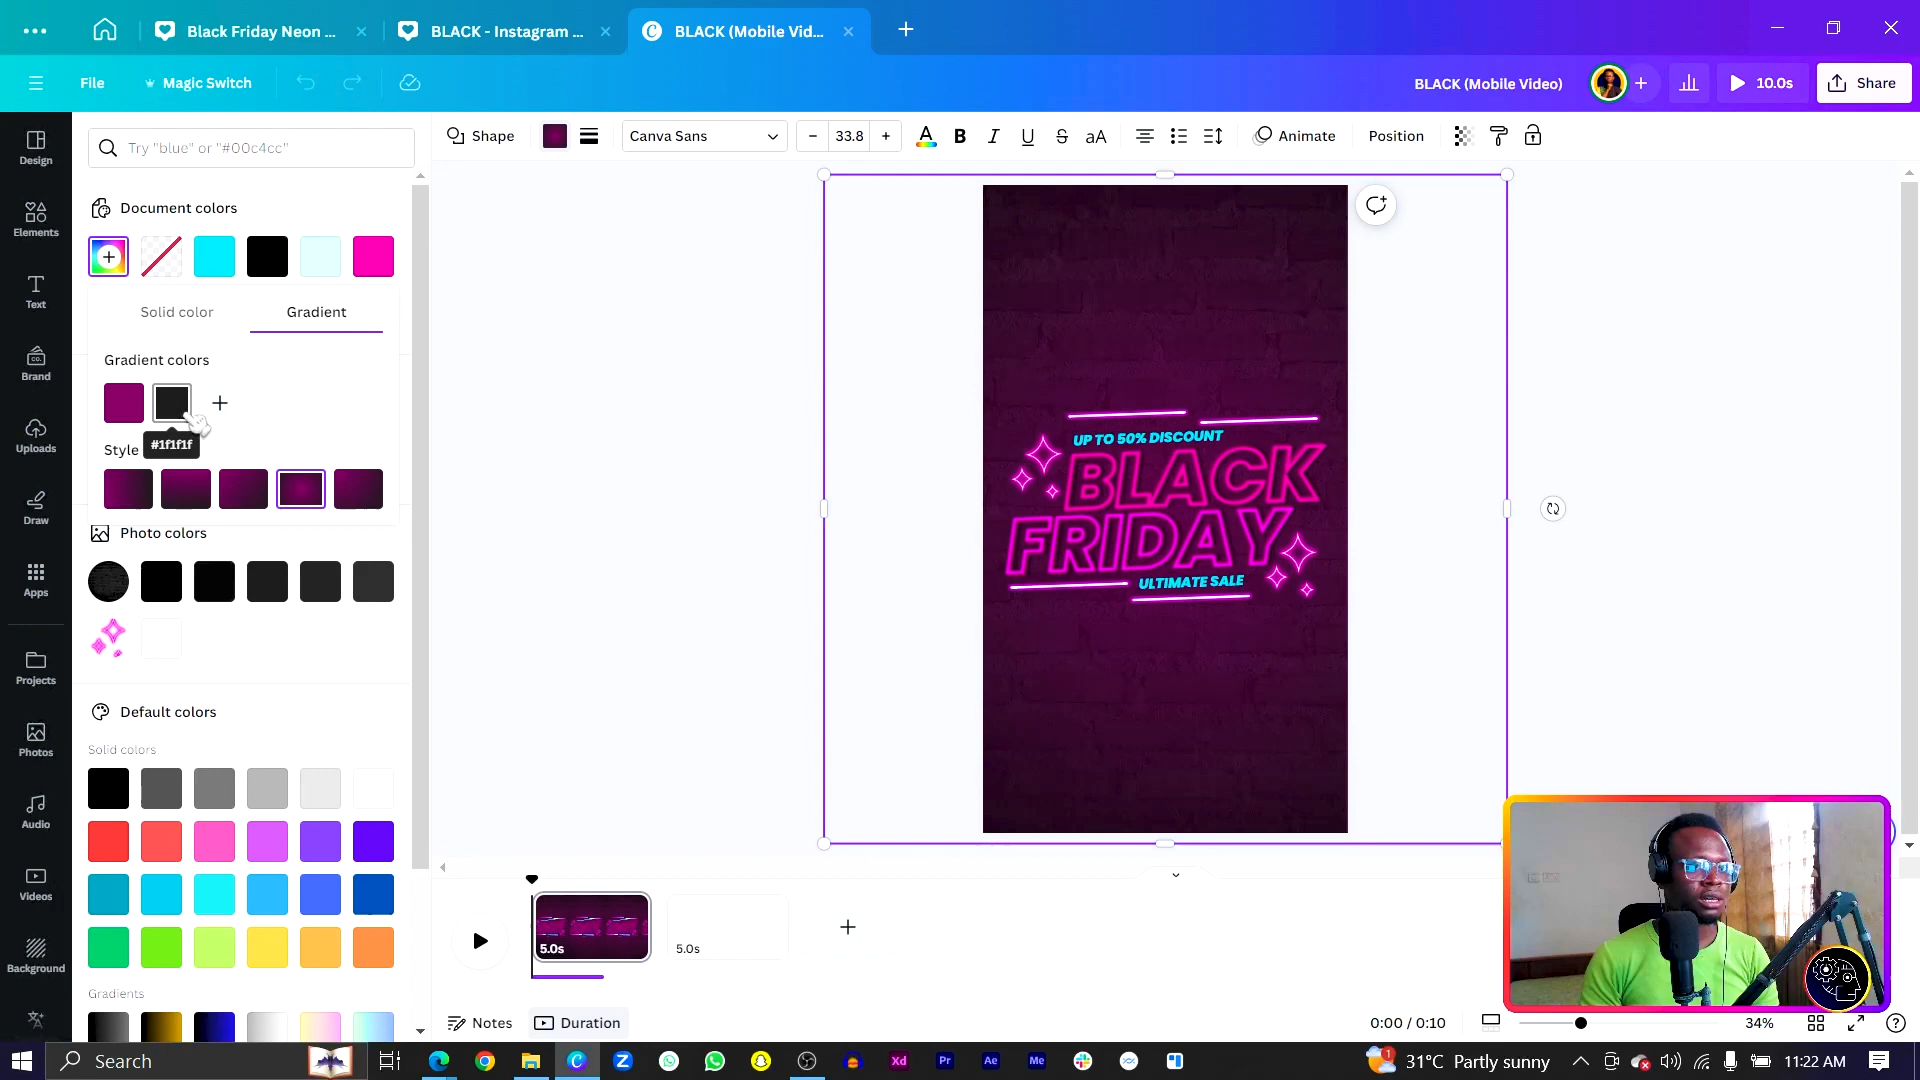 Black Friday Neon ...
BLACK - Instagram ...
BLACK (Mobile Vid...
File
Magic Switch
BLACK (Mobile Video)
10.0s
Share
Design
Elements
Text
Brand
Uploads
Draw
Apps
Projects
Photos
Audio
Videos
Background
Try "blue" or "#00c4cc"
Document colors
Solid color
Gradient
Gradient colors
#1f1f1f
Style
Photo colors
Default colors
Solid colors
Gradients
Shape
Canva Sans
33.8
A
B
I
U
S
aA
Animate
Position
UP TO 50% DISCOUNT
BLACK
FRIDAY
ULTIMATE SALE
5.0s
5.0s
Notes
Duration
0:00 / 0:10
34%
Search
31°C Partly sunny
11:22 AM